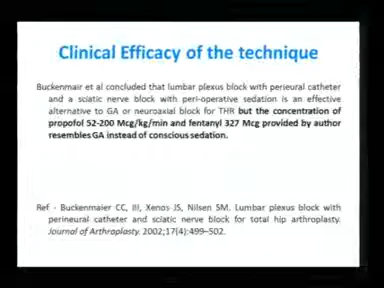 Clinical Efficacy of the technique
Buckenmair et al concluded that lumbar plexus block with perieural catheter
and a sciatic nerve block with peri-operative sedation is an effective
alternative to GA or neuroaxial block for THR but the concentration of
propofol 52-200 Mcg/kg/min and fentanyl 327 Mcg provided by author
resembles GA instead of conscious sedation.
Ref - Buckenmaier CC, III, Xenos JS, Nilsen SM. Lumbar plexus block with
perineural catheter and sciatic nerve block for total hip arthroplasty.
Journal of Arthroplasty. 2002;17(4):499–502.